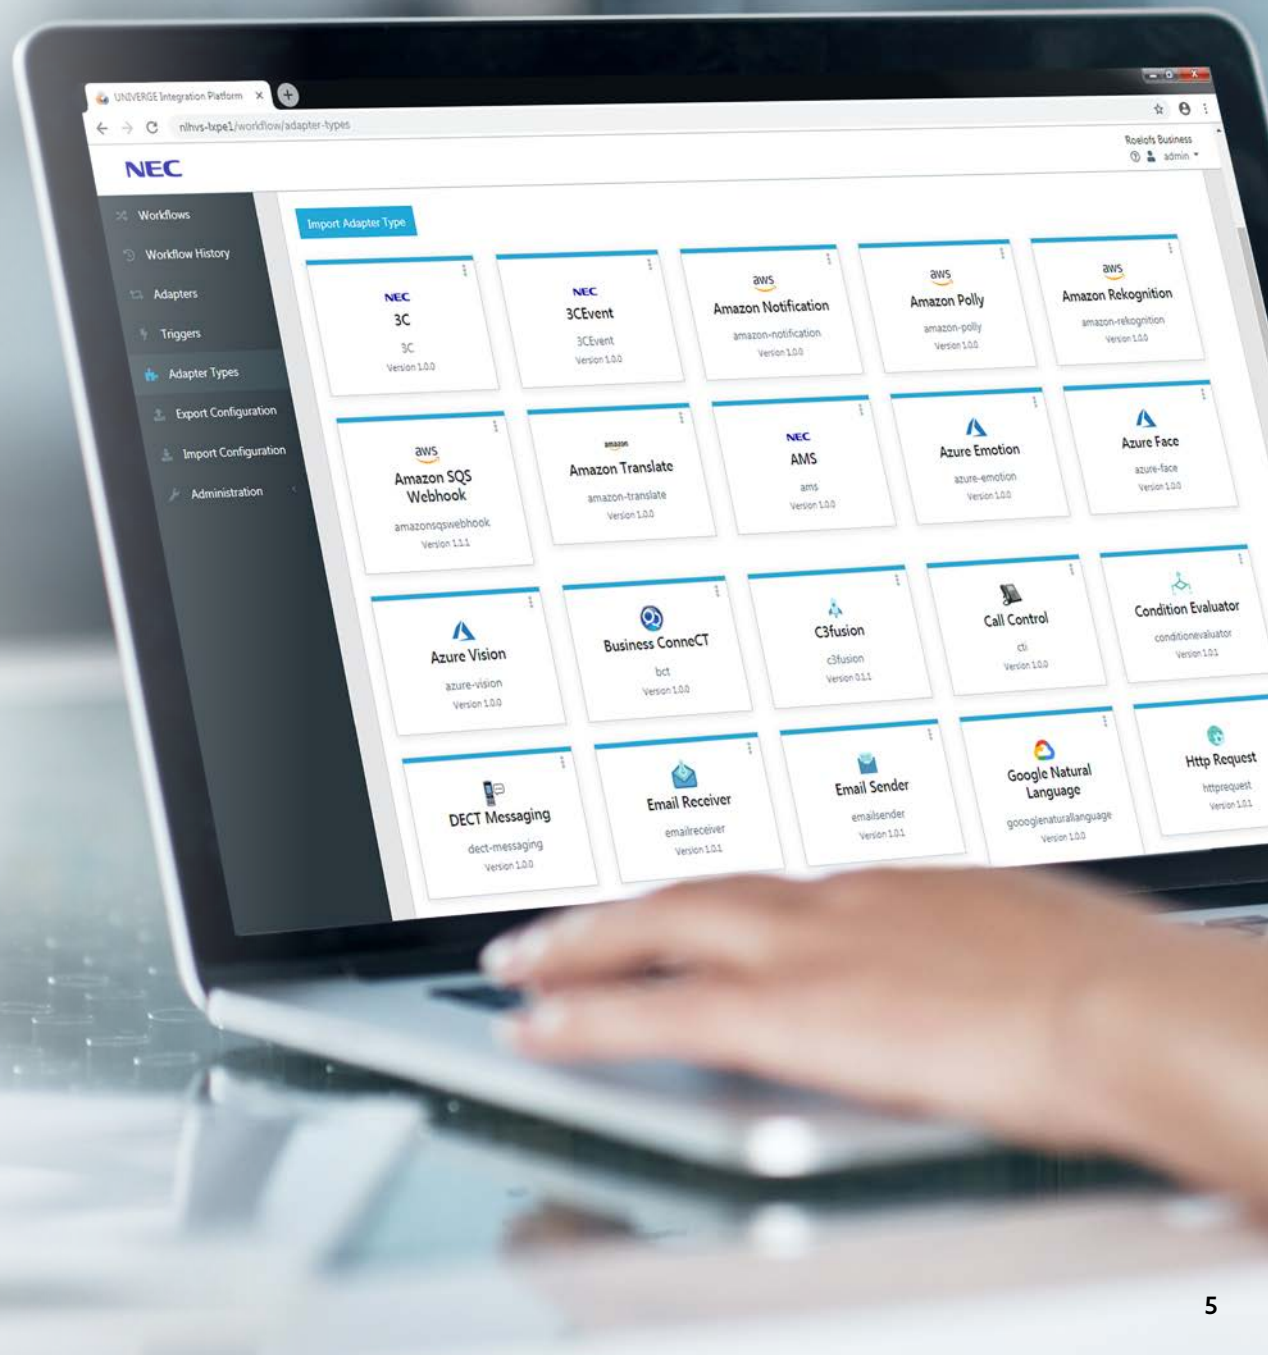 UNIVERGE Integration Platform
nlhvs-txpe1/workflow/adapter-types
NEC
Roelofs Business
admin
Workflows
Workflow History
Adapters
Triggers
Adapter Types
Export Configuration
Import Configuration
Administration
Import Adapter Type
NEC
3C
3C
Version 1.0.0
NEC
3CEvent
3CEvent
Version 1.0.0
aws
Amazon Notification
amazon-notification
Version 1.0.0
aws
Amazon Polly
amazon-polly
Version 1.0.0
aws
Amazon Rekognition
amazon-rekognition
Version 1.0.0
aws
Amazon SQS
Webhook
amazonsqswebhook
Version 1.1.1
amazon
Amazon Translate
amazon-translate
Version 1.0.0
NEC
AMS
ams
Version 1.0.0
Azure Emotion
azure-emotion
Version 1.0.0
Azure Face
azure-face
Version 1.0.0
Azure Vision
azure-vision
Version 1.0.0
Business ConneCT
bct
Version 1.0.0
C3fusion
c3fusion
Version 0.1.1
Call Control
cti
Version 1.0.0
Condition Evaluator
conditionevaluator
Version 1.0.1
DECT Messaging
dect-messaging
Version 1.0.0
Email Receiver
emailreceiver
Version 1.0.1
Email Sender
emailsender
Version 1.0.1
Google Natural
Language
goooglenaturallanguage
Version 1.0.0
Http Request
httprequest
Version 1.0.1
5